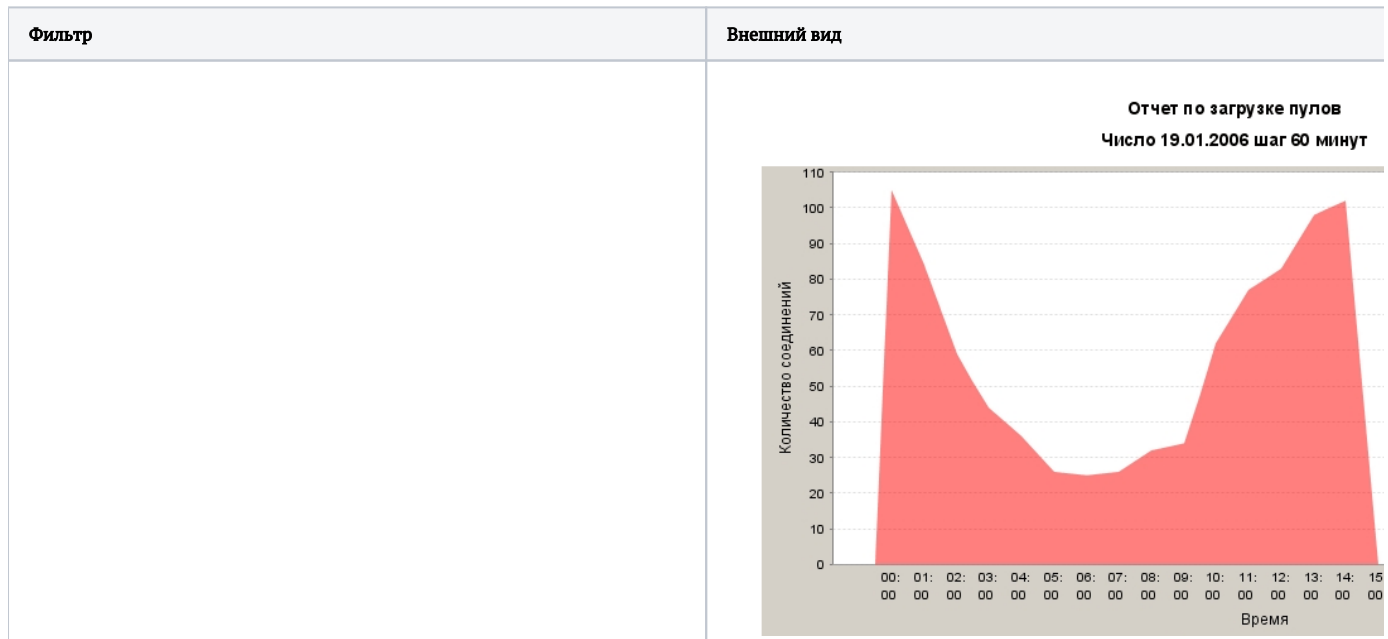 Фильтр
Внешний вид
Отчет по загрузке пулов
Число 19.01.2006 шаг 60 минут
110
100
90
80
70
60
50
40
30
20
10
0
Количество соединений
00: 01: 02: 03: 04: 05: 06: 07: 08: 09: 10: 11: 12: 13: 14: 15
00 00 00 00 00 00 00 00 00 00 00 00 00 00 00 00
Время